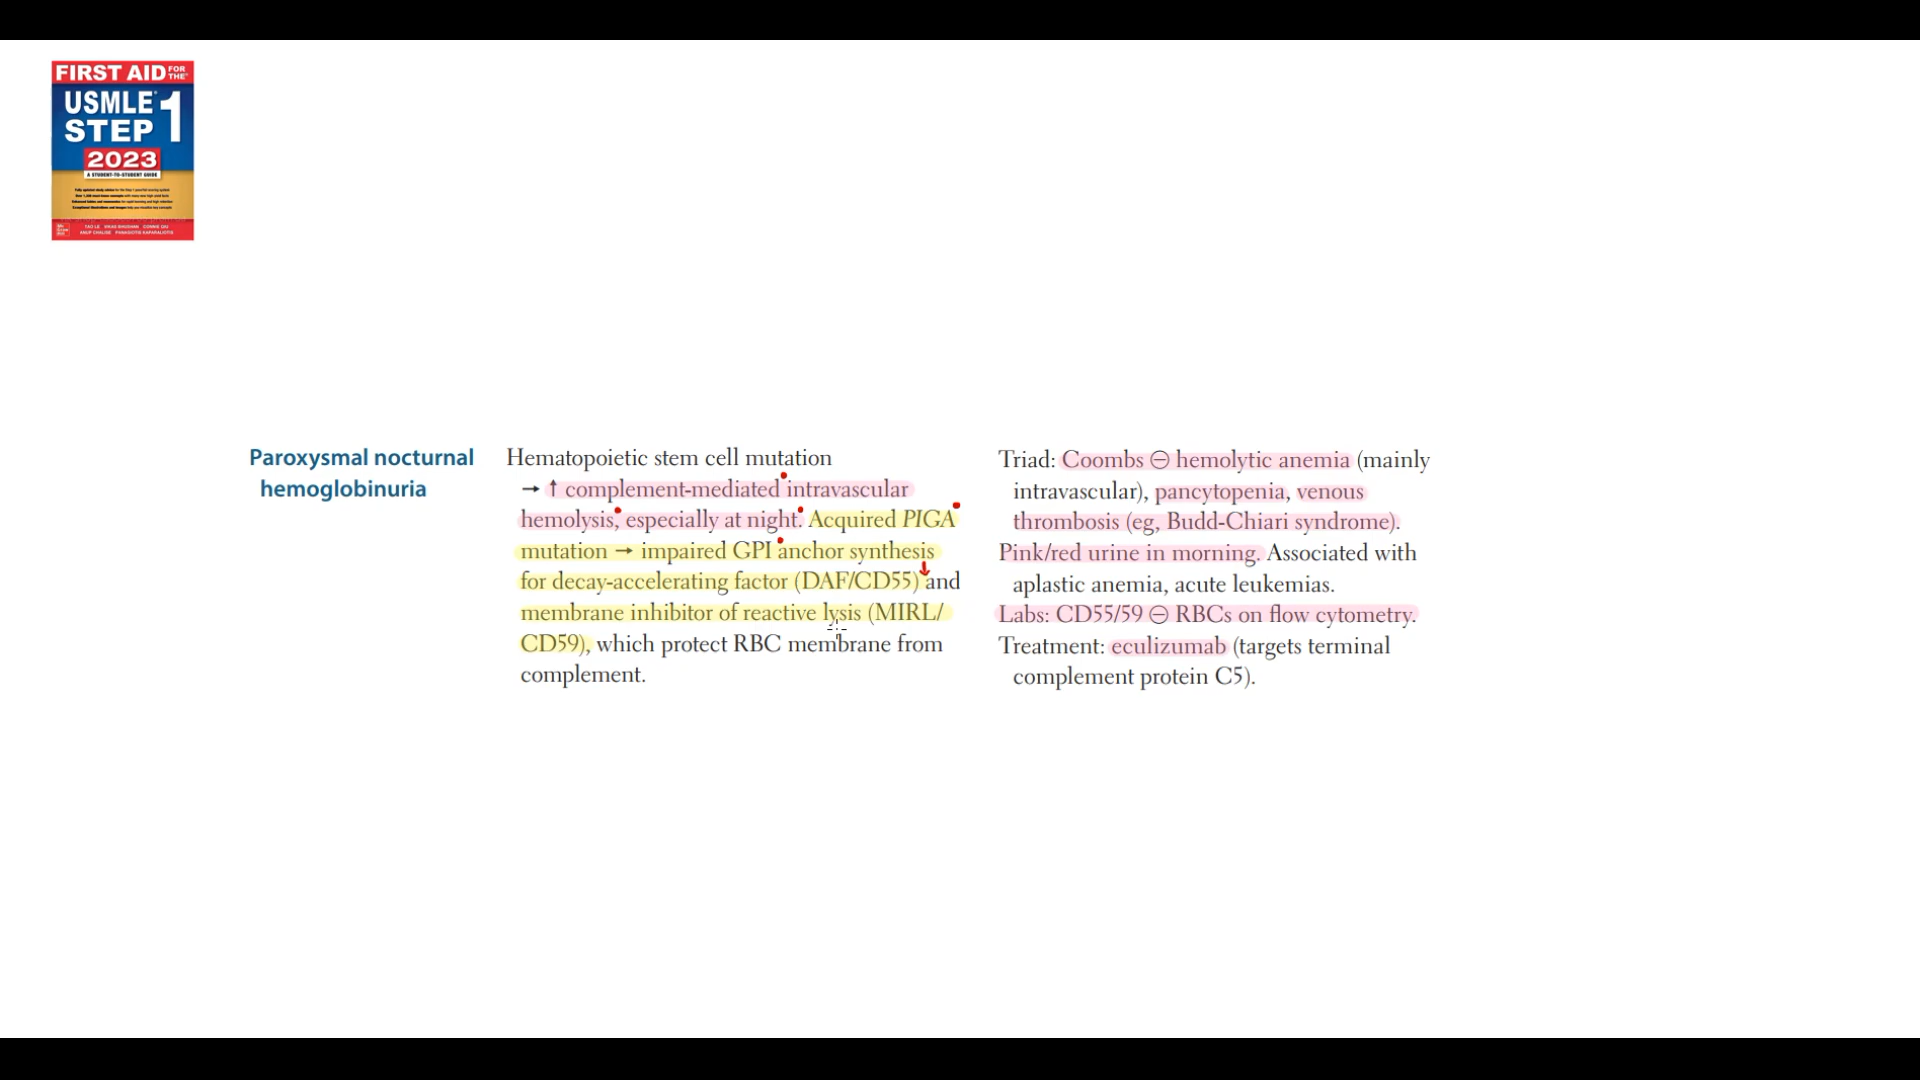 FIRST AID FOR THE
USMLE 1
STEP
2023
A STUDENT-TO-STUDENT GUIDE
Paroxysmal nocturnal
hemoglobinuria
Hematopoietic stem cell mutation
→ ↑ complement-mediated intravascular
hemolysis, especially at night. Acquired PIGA
mutation → impaired GPI anchor synthesis
for decay-accelerating factor (DAF/CD55) and
membrane inhibitor of reactive lysis (MIRL/
CD59), which protect RBC membrane from
complement.
Triad: Coombs ⊖ hemolytic anemia (mainly
intravascular), pancytopenia, venous
thrombosis (eg, Budd-Chiari syndrome).
Pink/red urine in morning. Associated with
aplastic anemia, acute leukemias.
Labs: CD55/59 ⊖ RBCs on flow cytometry.
Treatment: eculizumab (targets terminal
complement protein C5).